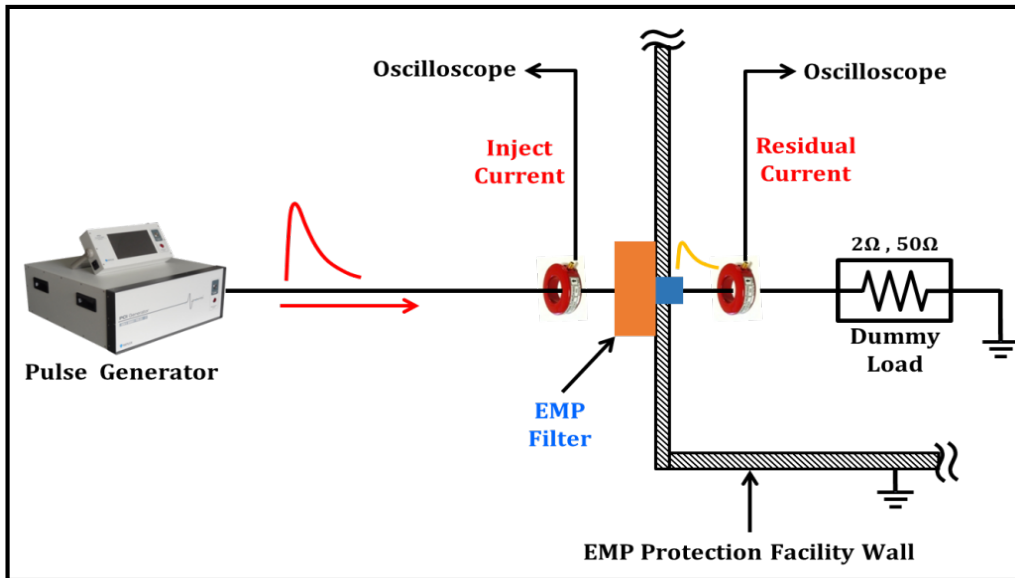 Oscilloscope
Oscilloscope
Inject
Current
Residual
Current
2Ω , 50Ω
Dummy
Load
Pulse Generator
EMP
Filter
EMP Protection Facility Wall